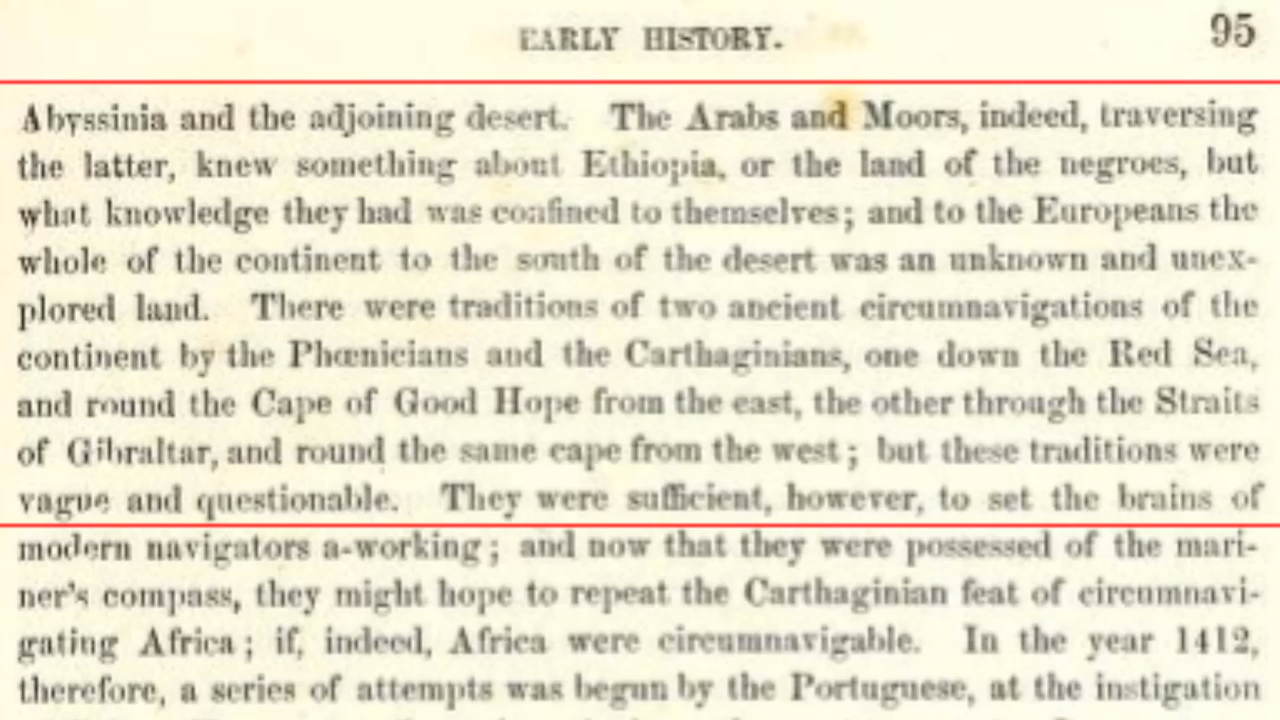 EARLY HISTORY. 95
Abyssinia and the adjoining desert. The Arabs and Moors, indeed, traversing
the latter, knew something about Ethiopia, or the land of the negroes, but
what knowledge they had was confined to themselves; and to the Europeans the
whole of the continent to the south of the desert was an unknown and unex-
plored land. There were traditions of two ancient circumnavigations of the
continent by the Phœnicians and the Carthaginians, one down the Red Sea,
and round the Cape of Good Hope from the east, the other through the Straits
of Gibraltar, and round the same cape from the west; but these traditions were
vague and questionable. They were sufficient, however, to set the brains of
modern navigators a-working; and now that they were possessed of the mari-
ner's compass, they might hope to repeat the Carthaginian feat of circumnavi-
gating Africa; if, indeed, Africa were circumnavigable. In the year 1412,
therefore, a series of attempts was begun by the Portuguese, at the instigation